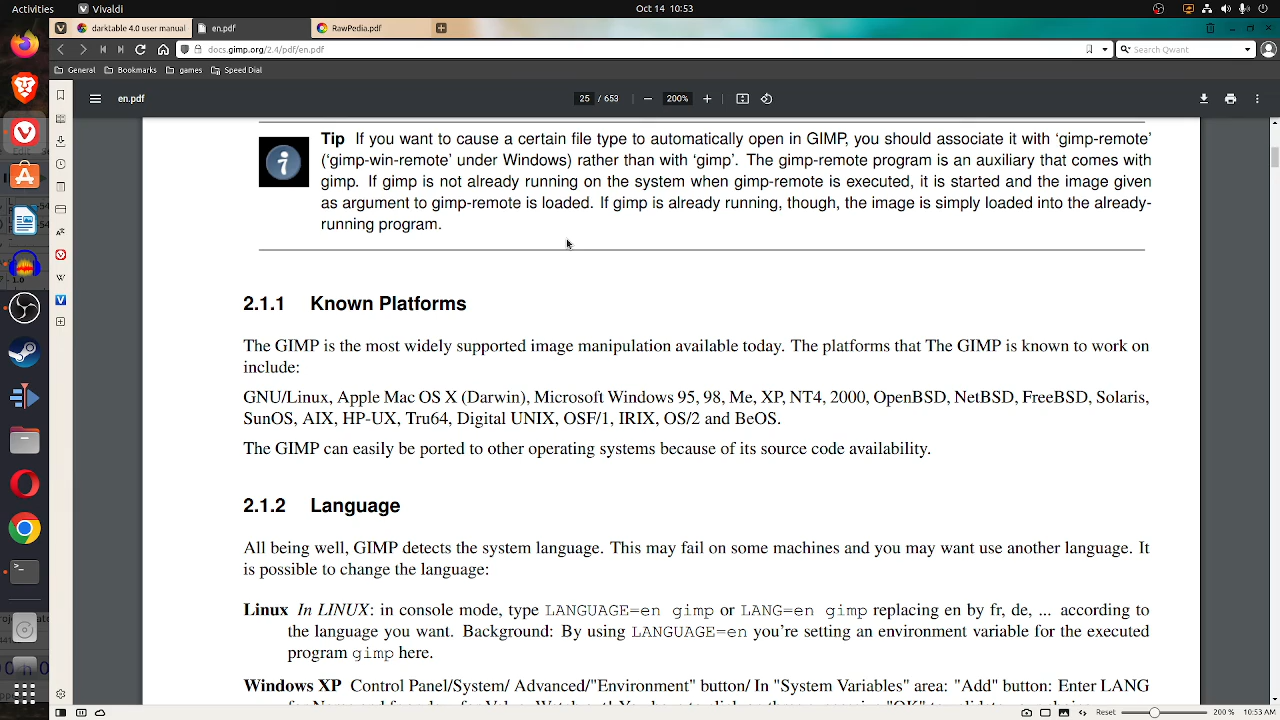 Activities
Vivaldi
Oct 14 10:53
darktable 4.0 user manual
en.pdf
RawPedia.pdf
docs.gimp.org/2.4/pdf/en.pdf
Search Qwant
General
Bookmarks
games
Speed Dial
en.pdf
25 / 653
200%
Tip If you want to cause a certain file type to automatically open in GIMP, you should associate it with ‘gimp-remote’
(‘gimp-win-remote’ under Windows) rather than with ‘gimp’. The gimp-remote program is an auxiliary that comes with
gimp. If gimp is not already running on the system when gimp-remote is executed, it is started and the image given
as argument to gimp-remote is loaded. If gimp is already running, though, the image is simply loaded into the already-
running program.
2.1.1 Known Platforms
The GIMP is the most widely supported image manipulation available today. The platforms that The GIMP is known to work on
include:
GNU/Linux, Apple Mac OS X (Darwin), Microsoft Windows 95, 98, Me, XP, NT4, 2000, OpenBSD, NetBSD, FreeBSD, Solaris,
SunOS, AIX, HP-UX, Tru64, Digital UNIX, OSF/1, IRIX, OS/2 and BeOS.
The GIMP can easily be ported to other operating systems because of its source code availability.
2.1.2 Language
All being well, GIMP detects the system language. This may fail on some machines and you may want use another language. It
is possible to change the language:
Linux In LINUX: in console mode, type LANGUAGE=en gimp or LANG=en gimp replacing en by fr, de, ... according to
the language you want. Background: By using LANGUAGE=en you’re setting an environment variable for the executed
program gimp here.
Windows XP Control Panel/System/ Advanced/"Environment" button/ In "System Variables" area: "Add" button: Enter LANG
Reset
200 %
10:53 AM